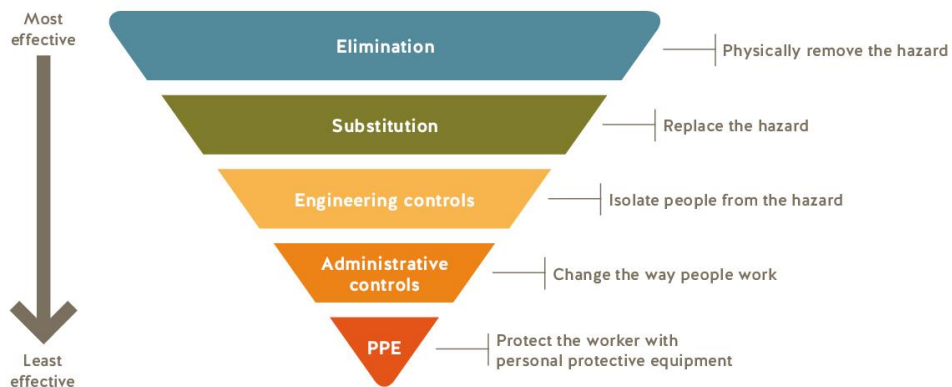 Most
effective
Elimination
Physically remove the hazard
Substitution
Replace the hazard
Engineering controls
Isolate people from the hazard
Administrative
controls
Change the way people work
PPE
Protect the worker with
personal protective equipment
Least
effective